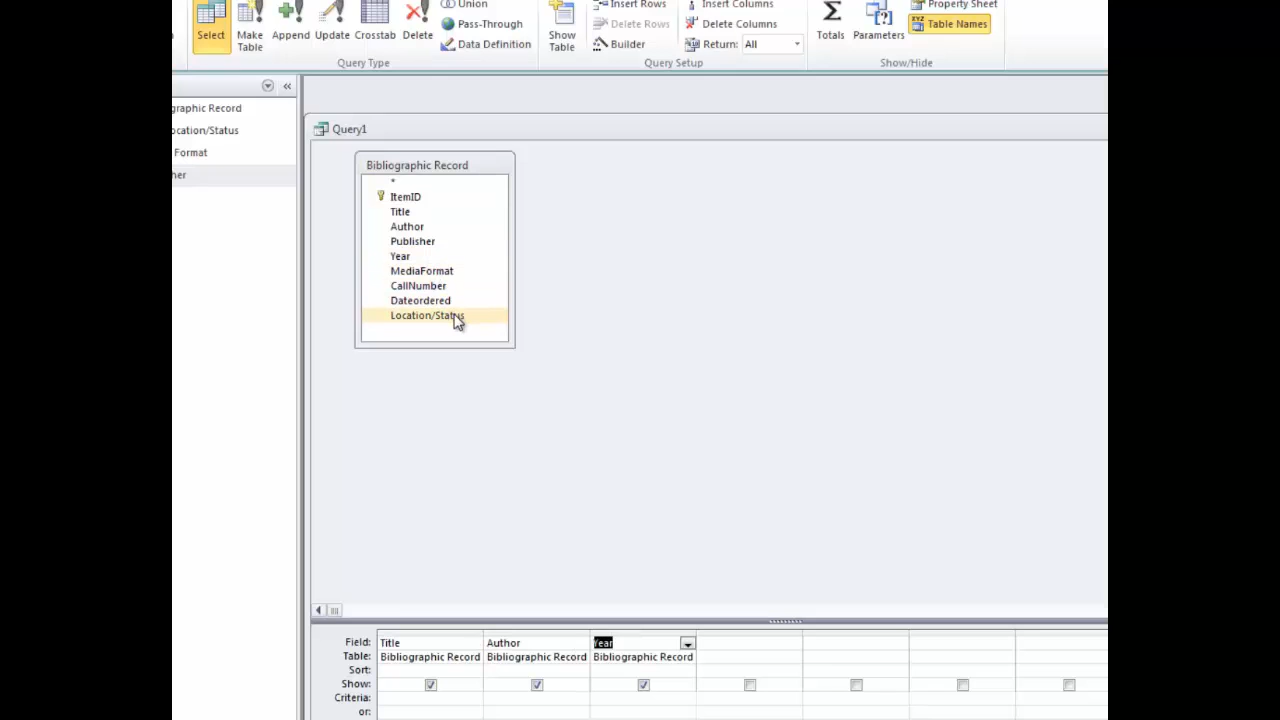 Union
Insert Rows
Insert Columns
Property Sheet
Pass-Through
Delete Rows
Delete Columns
Table Names
XYZ
Select
Make
Table
Append
Update
Crosstab
Delete
Data Definition
Show
Table
Builder
Return: All
Totals
Parameters
Query Type
Query Setup
Show/Hide
graphic Record
ocation/Status
Format
her
Query1
Bibliographic Record
*
ItemID
Title
Author
Publisher
Year
MediaFormat
CallNumber
Dateordered
Location/Status
Field: Title Author Year
Table: Bibliographic Record Bibliographic Record Bibliographic Record
Sort:
Show:
Criteria:
or: